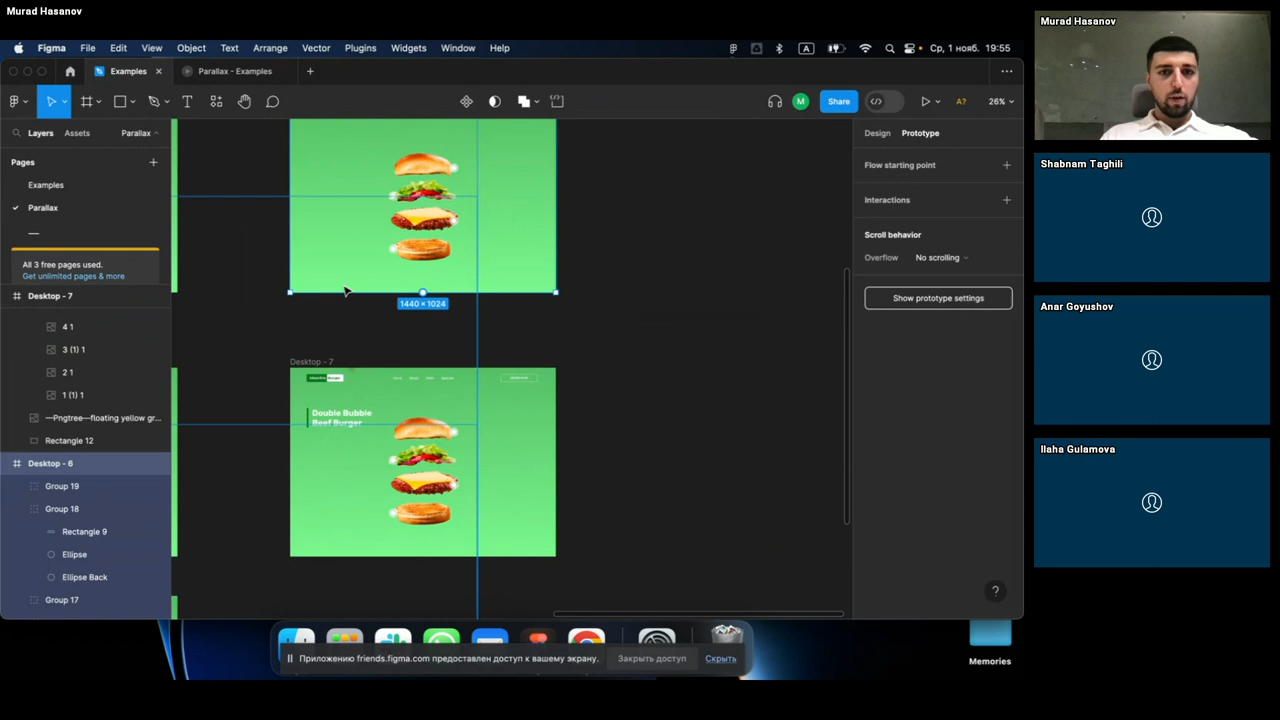 Murad Hasanov
Figma File Edit View Object Text Arrange Vector Plugins Widgets Window Help
A Ср, 1 нояб. 19:55
Examples
Parallax - Examples
M Share A? 26%
Layers Assets Parallax
Pages
Examples
Parallax
All 3 free pages used.
Get unlimited pages & more
Desktop - 7
4 1
3 (1) 1
2 1
1 (1) 1
—Pngtree—floating yellow gr...
Rectangle 12
Desktop - 6
Group 19
Group 18
Rectangle 9
Ellipse
Ellipse Back
Group 17
1440 × 1024
Desktop - 7
Double Bubble
Beef Burger
Design Prototype
Flow starting point
Interactions
Scroll behavior
Overflow No scrolling
Show prototype settings
?
Приложению friends.figma.com предоставлен доступ к вашему экрану. Закрыть доступ Скрыть
Memories
Murad Hasanov
Shabnam Taghili
Anar Goyushov
Ilaha Gulamova